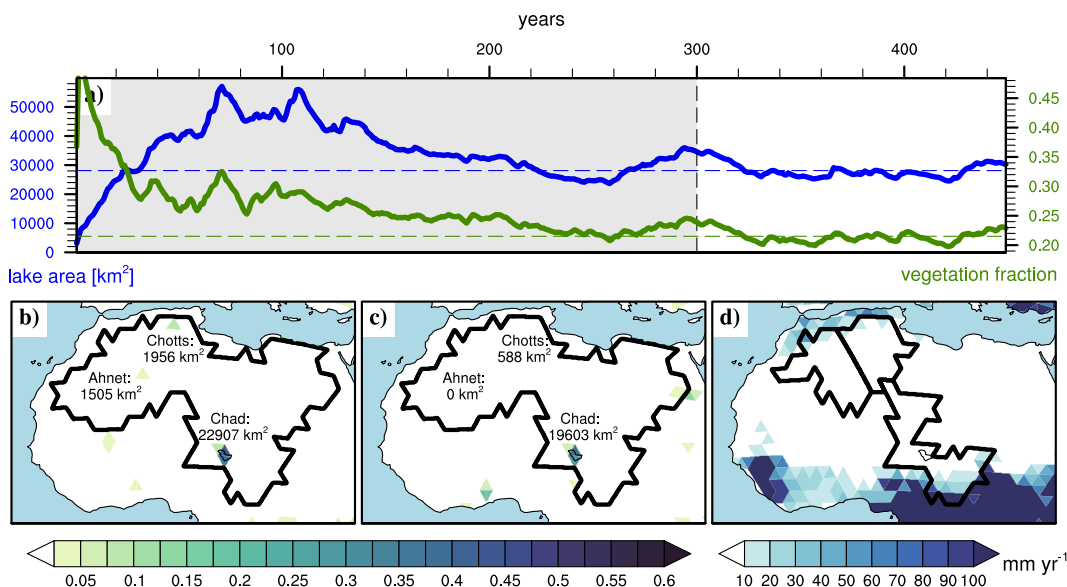 years
100 200 300 400
a)
50000 0.45
40000 0.40
30000 0.35
20000 0.30
10000 0.25
0 0.20
lake area [km²] vegetation fraction
b) c) d)
Chotts:
1956 km²
Ahnet:
1505 km²
Chad:
22907 km²
Chotts:
588 km²
Ahnet:
0 km²
Chad:
19603 km²
0.05 0.1 0.15 0.2 0.25 0.3 0.35 0.4 0.45 0.5 0.55 0.6
10 20 30 40 50 60 70 80 90 100 mm yr⁻¹